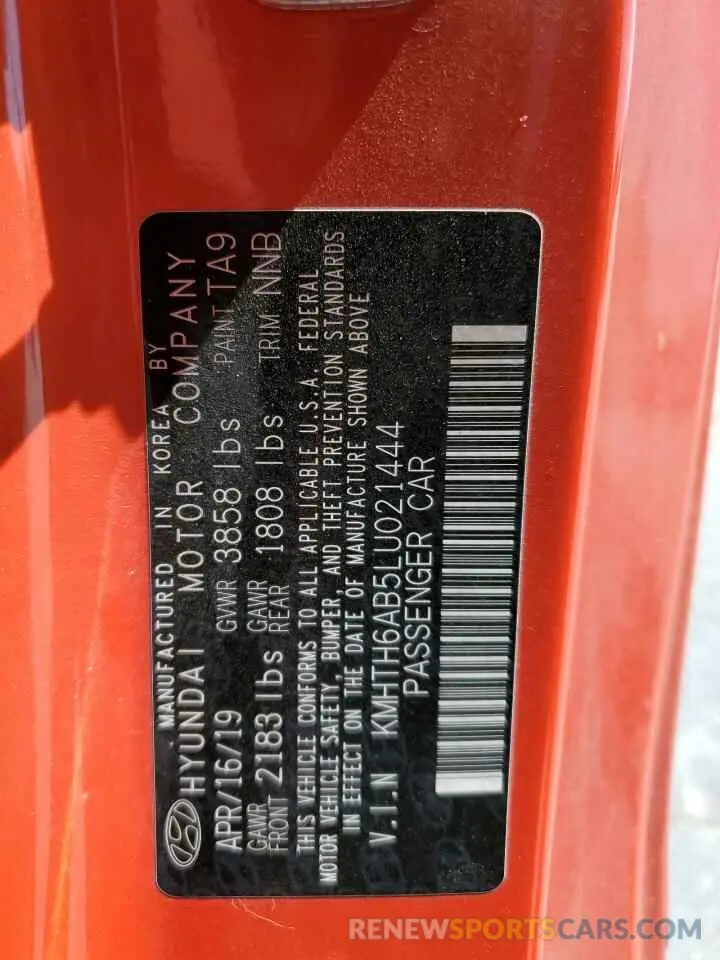 MANUFACTURED IN KOREA BY
HYUNDAI MOTOR COMPANY
APR/16/19 GVWR 3858 lbs PAINT TA9
GAWR FRONT 2183 lbs GAWR REAR 1808 lbs TRIM NNB
THIS VEHICLE CONFORMS TO ALL APPLICABLE U.S.A. FEDERAL
MOTOR VEHICLE SAFETY, BUMPER, AND THEFT PREVENTION STANDARDS
IN EFFECT ON THE DATE OF MANUFACTURE SHOWN ABOVE
V.I.N KMHTH6AB5LU021444
PASSENGER CAR
RENEWSPORTSCARS.COM